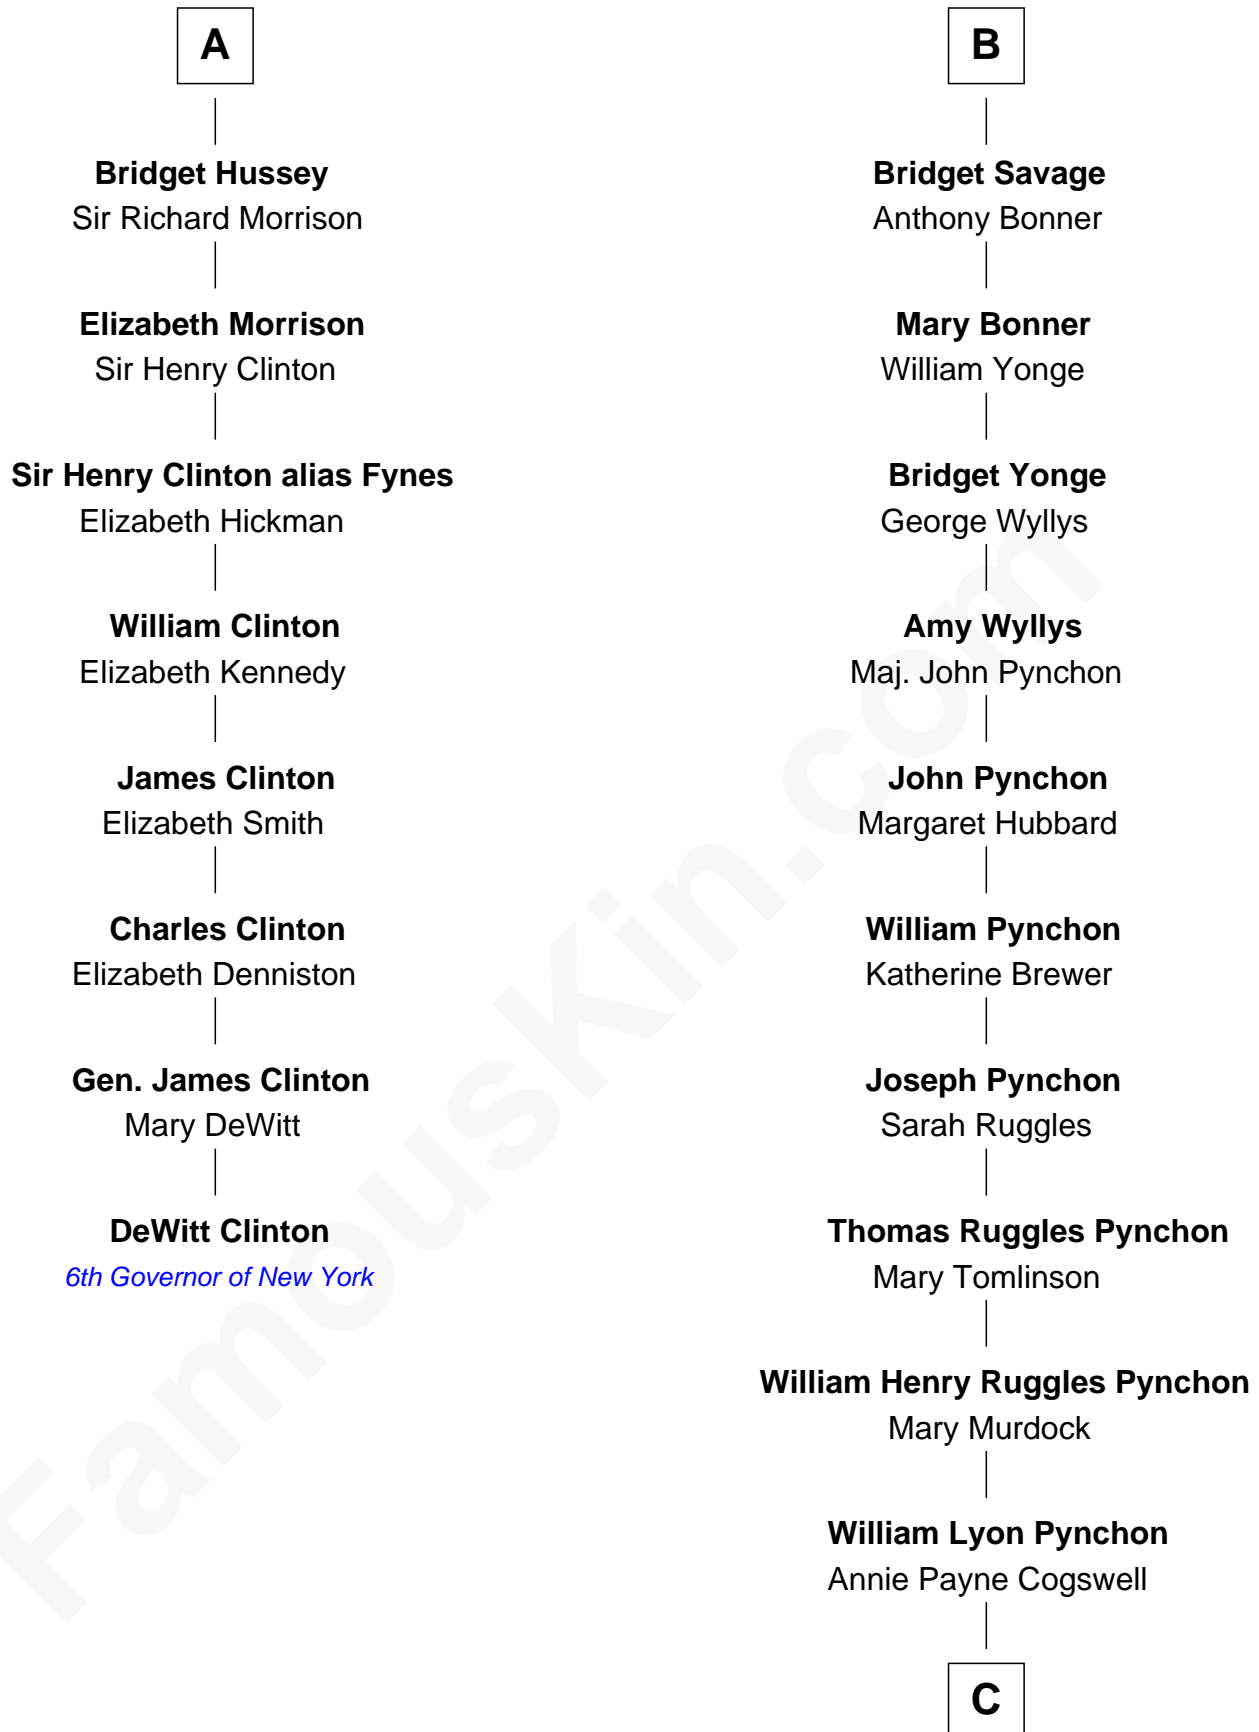 A
Bridget Hussey
Sir Richard Morrison
Elizabeth Morrison
Sir Henry Clinton
Sir Henry Clinton alias Fynes
Elizabeth Hickman
William Clinton
Elizabeth Kennedy
James Clinton
Elizabeth Smith
Charles Clinton
Elizabeth Denniston
Gen. James Clinton
Mary DeWitt
DeWitt Clinton
6th Governor of New York
B
Bridget Savage
Anthony Bonner
Mary Bonner
William Yonge
Bridget Yonge
George Wyllys
Amy Wyllys
Maj. John Pynchon
John Pynchon
Margaret Hubbard
William Pynchon
Katherine Brewer
Joseph Pynchon
Sarah Ruggles
Thomas Ruggles Pynchon
Mary Tomlinson
William Henry Ruggles Pynchon
Mary Murdock
William Lyon Pynchon
Annie Payne Cogswell
C
FamousKin.com